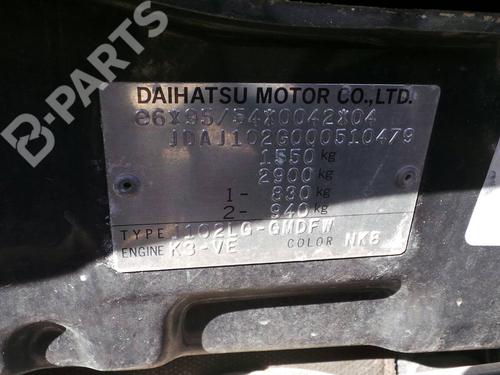 B-PARTS
DAIHATSU MOTOR CO.,LTD.
e6*95/54*0042*04
JDAJ102G000510479
1550 kg
2900 kg
1- 830 kg
2- 940 kg
TYPE J102LG-GMDFW
ENGINE K3-VE COLOR NK8